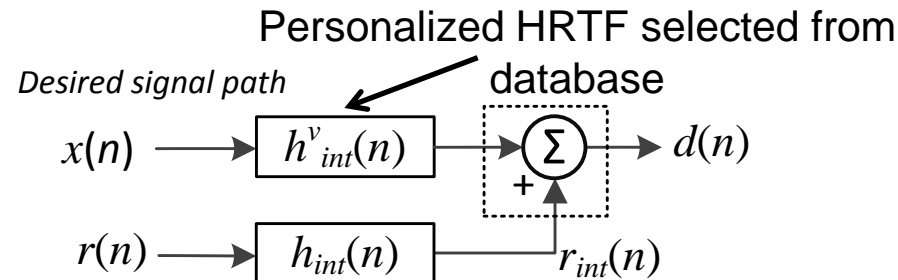 Personalized HRTF selected from
database
Desired signal path
x(n) h^v_int(n) Σ d(n)
+
r(n) h_int(n) r_int(n)